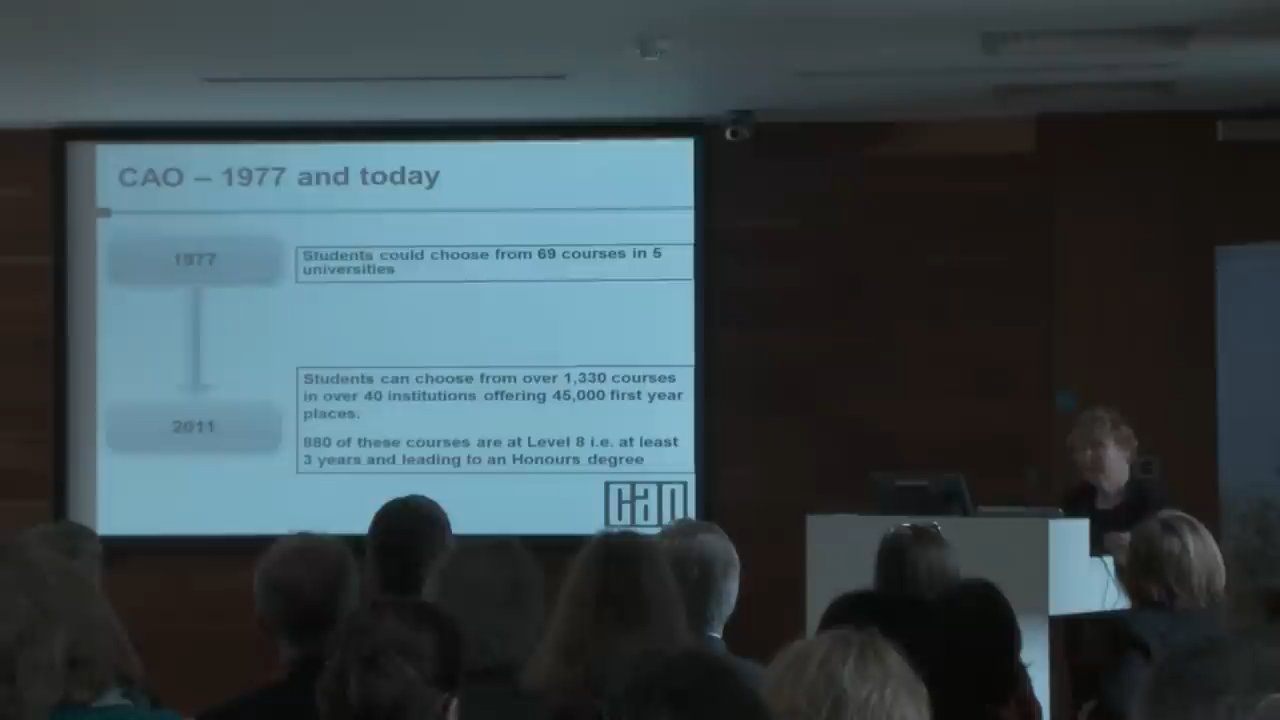 CAO – 1977 and today
1977
Students could choose from 69 courses in 5
universities
Students can choose from over 1,330 courses
in over 40 institutions offering 45,000 first year
places.
2011
880 of these courses are at Level 8 i.e. at least
3 years and leading to an Honours degree
cao